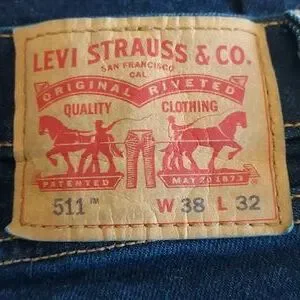 LEVI STRAUSS & CO.
SAN FRANCISCO
CAL
ORIGINAL RIVETED
QUALITY CLOTHING
PATENTED MAY 20 1873
511™ W 38 L 32